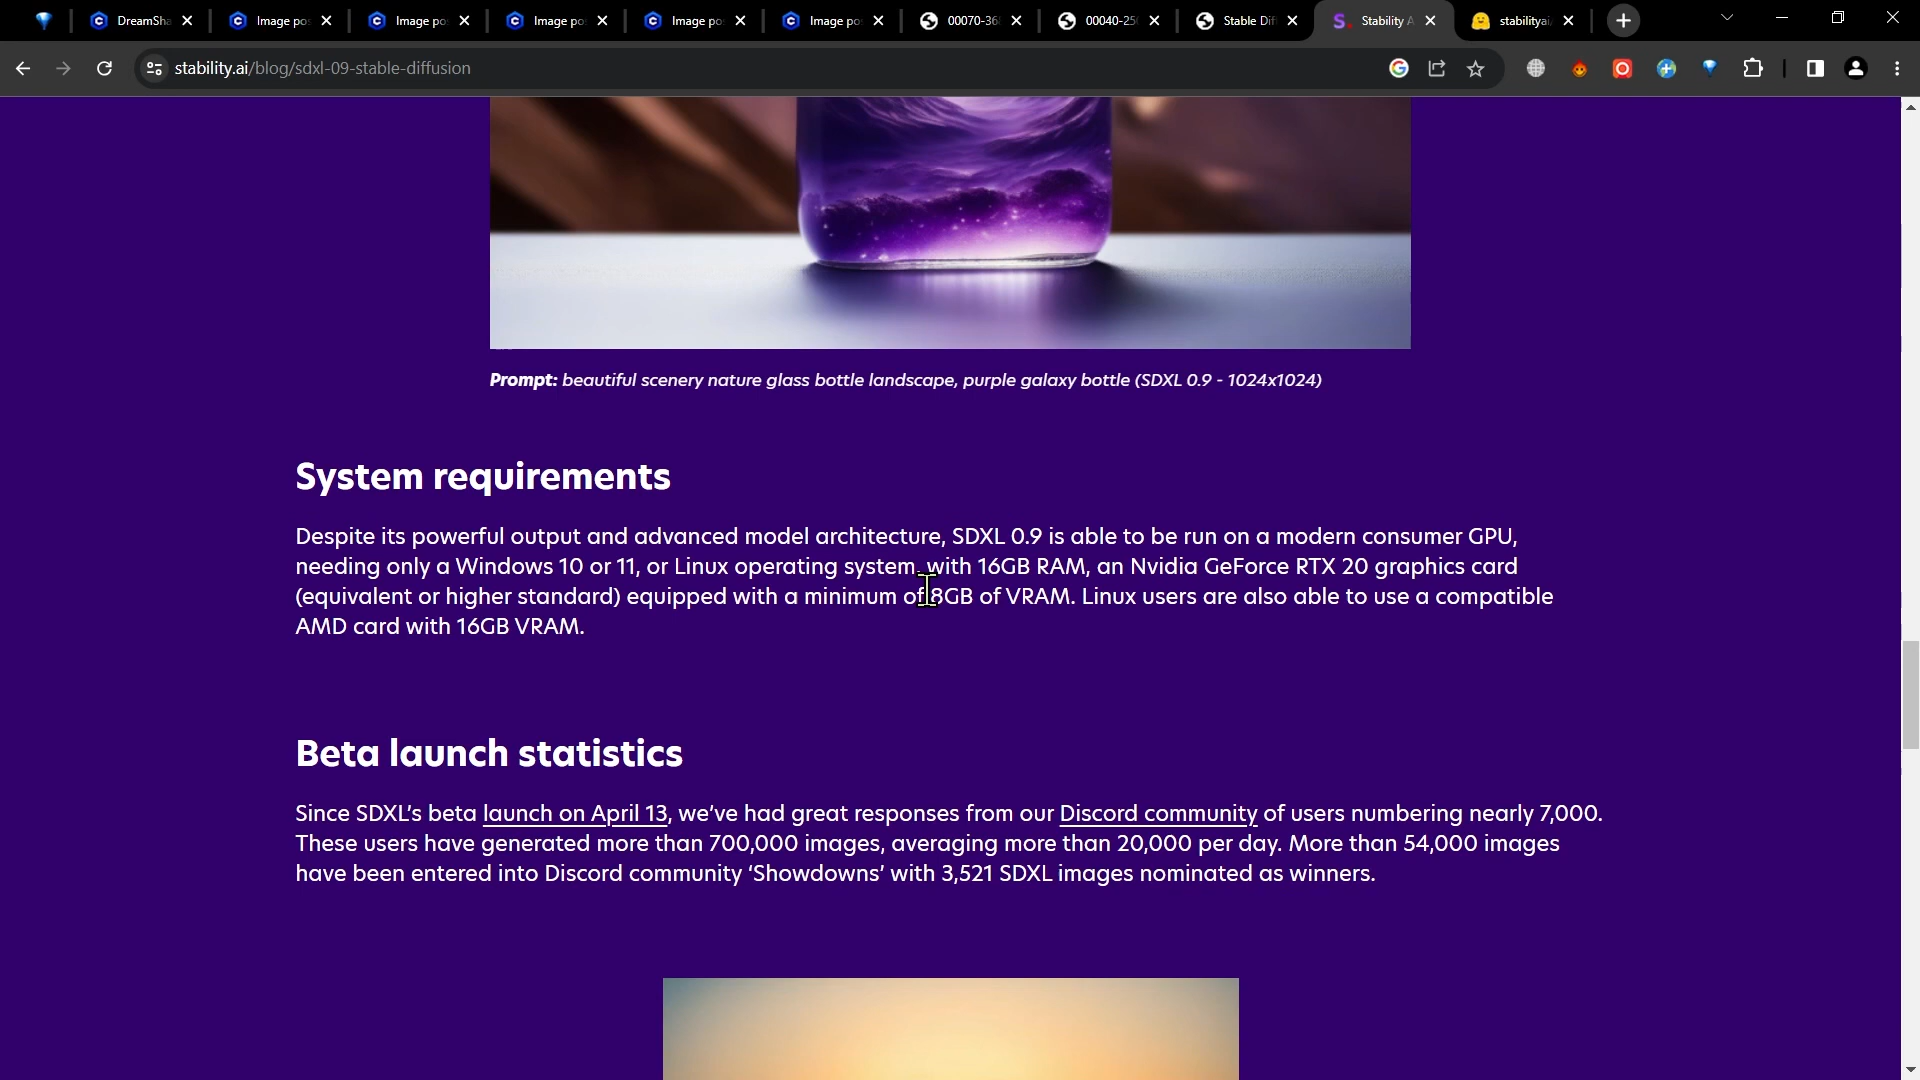 DreamSha
Image po
Image po
Image po
Image po
Image po
00070-36
00040-25
Stable Dif
Stability A
stabilityai
stability.ai/blog/sdxl-09-stable-diffusion
Prompt: beautiful scenery nature glass bottle landscape, purple galaxy bottle (SDXL 0.9 - 1024x1024)
System requirements
Despite its powerful output and advanced model architecture, SDXL 0.9 is able to be run on a modern consumer GPU,
needing only a Windows 10 or 11, or Linux operating system, with 16GB RAM, an Nvidia GeForce RTX 20 graphics card
(equivalent or higher standard) equipped with a minimum of 8GB of VRAM. Linux users are also able to use a compatible
AMD card with 16GB VRAM.
Beta launch statistics
Since SDXL’s beta launch on April 13, we’ve had great responses from our Discord community of users numbering nearly 7,000.
These users have generated more than 700,000 images, averaging more than 20,000 per day. More than 54,000 images
have been entered into Discord community ‘Showdowns’ with 3,521 SDXL images nominated as winners.